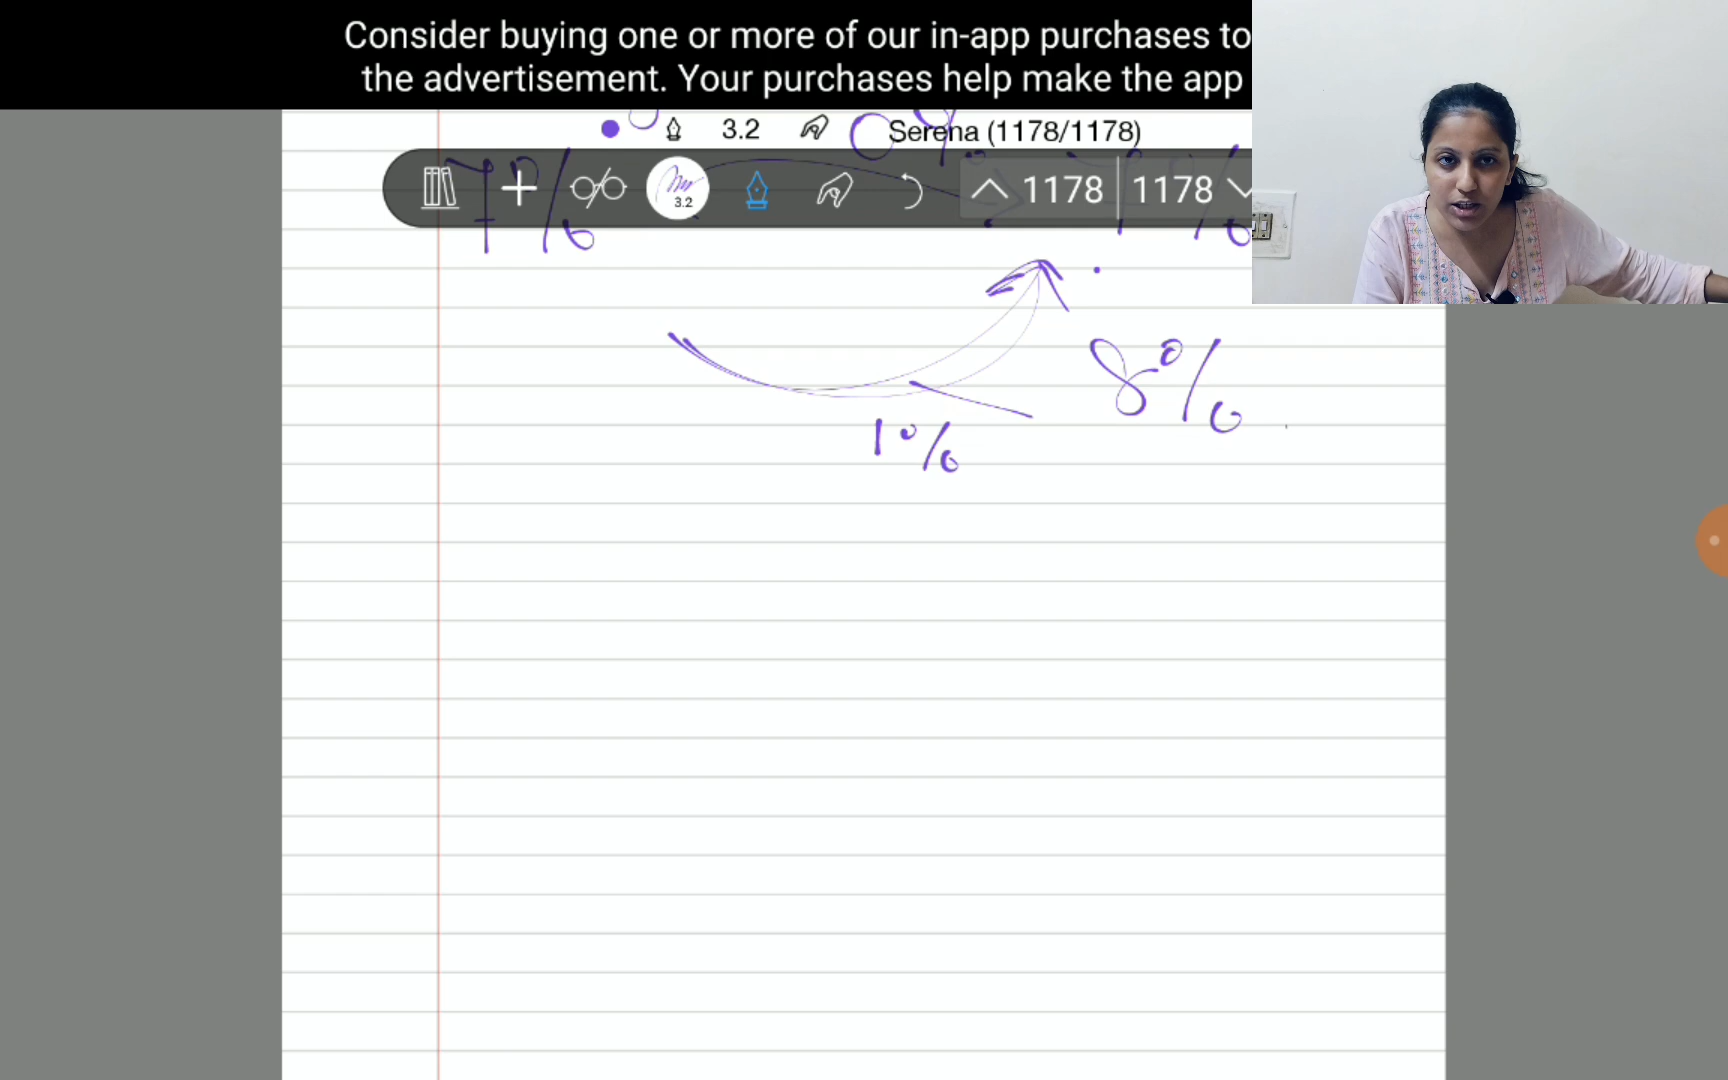 Consider buying one or more of our in-app purchases to
the advertisement. Your purchases help make the app
3.2
Serena (1178/1178)
3.2
1178
1178
7%
8%
1%